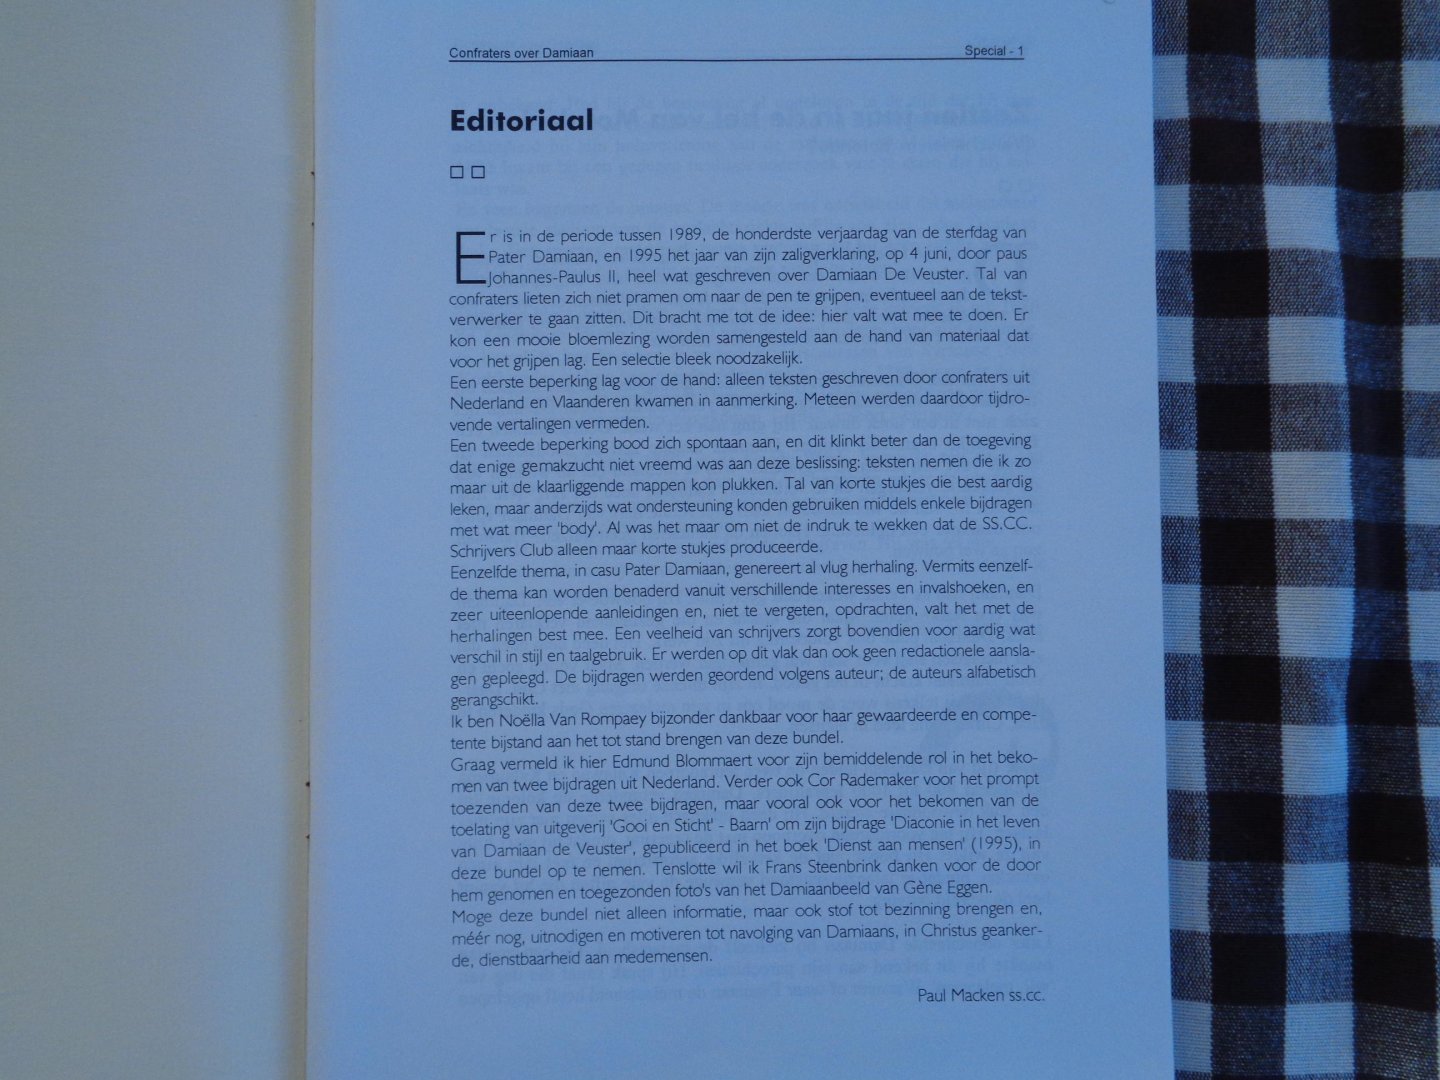 Confraters over Damiaan Special - 1
Editoriaal
Er is in de periode tussen 1989, de honderdste verjaardag van de sterfdag van
Pater Damiaan, en 1995 het jaar van zijn zaligverklaring, op 4 juni, door paus
Johannes-Paulus II, heel wat geschreven over Damiaan De Veuster. Tal van
confraters lieten zich niet pramen om naar de pen te grijpen, eventueel aan de tekst-
verwerker te gaan zitten. Dit bracht me tot de idee: hier valt wat mee te doen. Er
kon een mooie bloemlezing worden samengesteld aan de hand van materiaal dat
voor het grijpen lag. Een selectie bleek noodzakelijk.
Een eerste beperking lag voor de hand: alleen teksten geschreven door confraters uit
Nederland en Vlaanderen kwamen in aanmerking. Meteen werden daardoor tijdro-
vende vertalingen vermeden.
Een tweede beperking bood zich spontaan aan, en dit klinkt beter dan de toegeving
dat enige gemakzucht niet vreemd was aan deze beslissing: teksten nemen die ik zo
maar uit de klaarliggende mappen kon plukken. Tal van korte stukjes die best aardig
leken, maar anderzijds wat ondersteuning konden gebruiken middels enkele bijdragen
met wat meer 'body'. Al was het maar om niet de indruk te wekken dat de SS.CC.
Schrijvers Club alleen maar korte stukjes produceerde.
Eenzelfde thema, in casu Pater Damiaan, genereert al vlug herhaling. Vermits eenzelf-
de thema kan worden benaderd vanuit verschillende interesses en invalshoeken, en
zeer uiteenlopende aanleidingen en, niet te vergeten, opdrachten, valt het met de
herhalingen best mee. Een veelheid van schrijvers zorgt bovendien voor aardig wat
verschil in stijl en taalgebruik. Er werden op dit vlak dan ook geen redactionele aansla-
gen gepleegd. De bijdragen werden geordend volgens auteur; de auteurs alfabetisch
gerangschikt.
Ik ben Noëlla Van Rompaey bijzonder dankbaar voor haar gewaardeerde en compe-
tente bijstand aan het tot stand brengen van deze bundel.
Graag vermeld ik hier Edmund Blommaert voor zijn bemiddelende rol in het beko-
men van twee bijdragen uit Nederland. Verder ook Cor Rademaker voor het prompt
toezenden van deze twee bijdragen, maar vooral ook voor het bekomen van de
toelating van uitgeverij 'Gooi en Sticht' - Baarn' om zijn bijdrage 'Diaconie in het leven
van Damiaan de Veuster', gepubliceerd in het boek 'Dienst aan mensen' (1995), in
deze bundel op te nemen. Tenslotte wil ik Frans Steenbrink danken voor de door
hem genomen en toegezonden foto's van het Damiaanbeeld van Gène Eggen.
Moge deze bundel niet alleen informatie, maar ook stof tot bezinning brengen en,
méér nog, uitnodigen en motiveren tot navolging van Damiaans, in Christus geanker-
de, dienstbaarheid aan medemensen.
Paul Macken ss.cc.